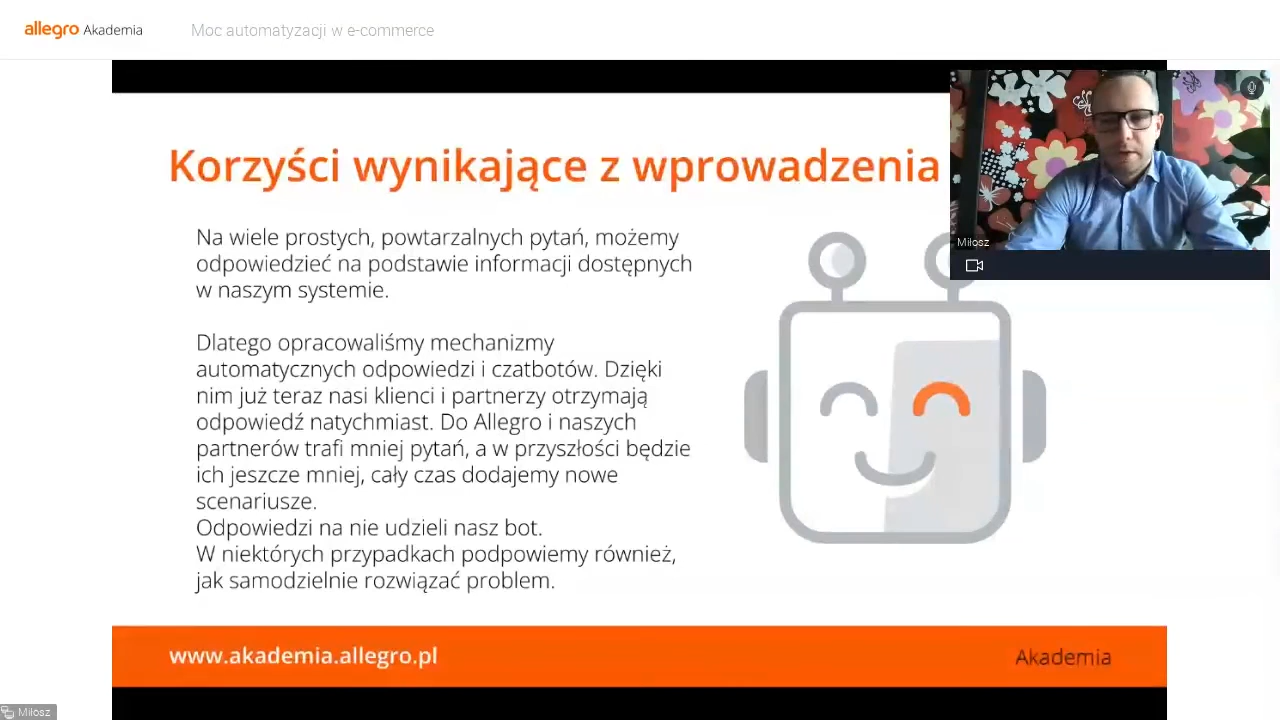 allegro Akademia
Moc automatyzacji w e-commerce
Korzyści wynikające z wprowadzenia
Na wiele prostych, powtarzalnych pytań, możemy
odpowiedzieć na podstawie informacji dostępnych
w naszym systemie.
Dlatego opracowaliśmy mechanizmy
automatycznych odpowiedzi i czatbotów. Dzięki
nim już teraz nasi klienci i partnerzy otrzymają
odpowiedź natychmiast. Do Allegro i naszych
partnerów trafi mniej pytań, a w przyszłości będzie
ich jeszcze mniej, cały czas dodajemy nowe
scenariusze.
Odpowiedzi na nie udzieli nasz bot.
W niektórych przypadkach podpowiemy również,
jak samodzielnie rozwiązać problem.
Miłosz
www.akademia.allegro.pl
Akademia
Miłosz